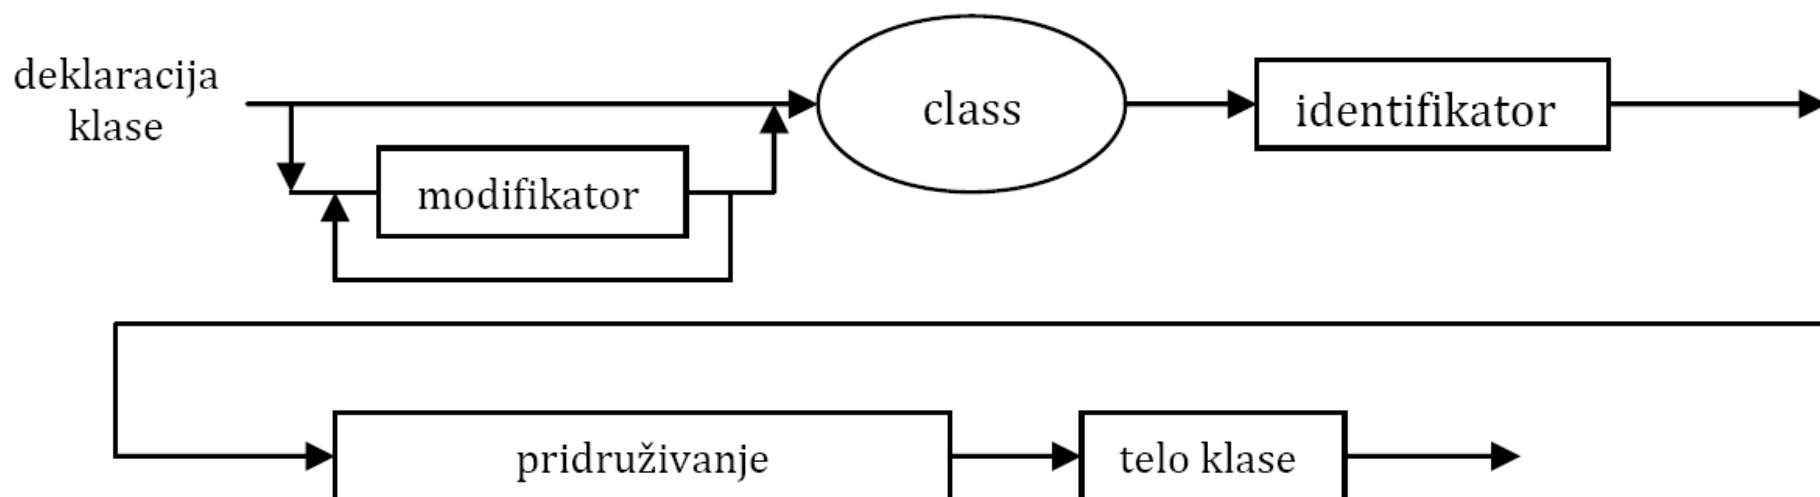 deklaracija
klase
class
identifikator
modifikator
pridruživanje
telo klase